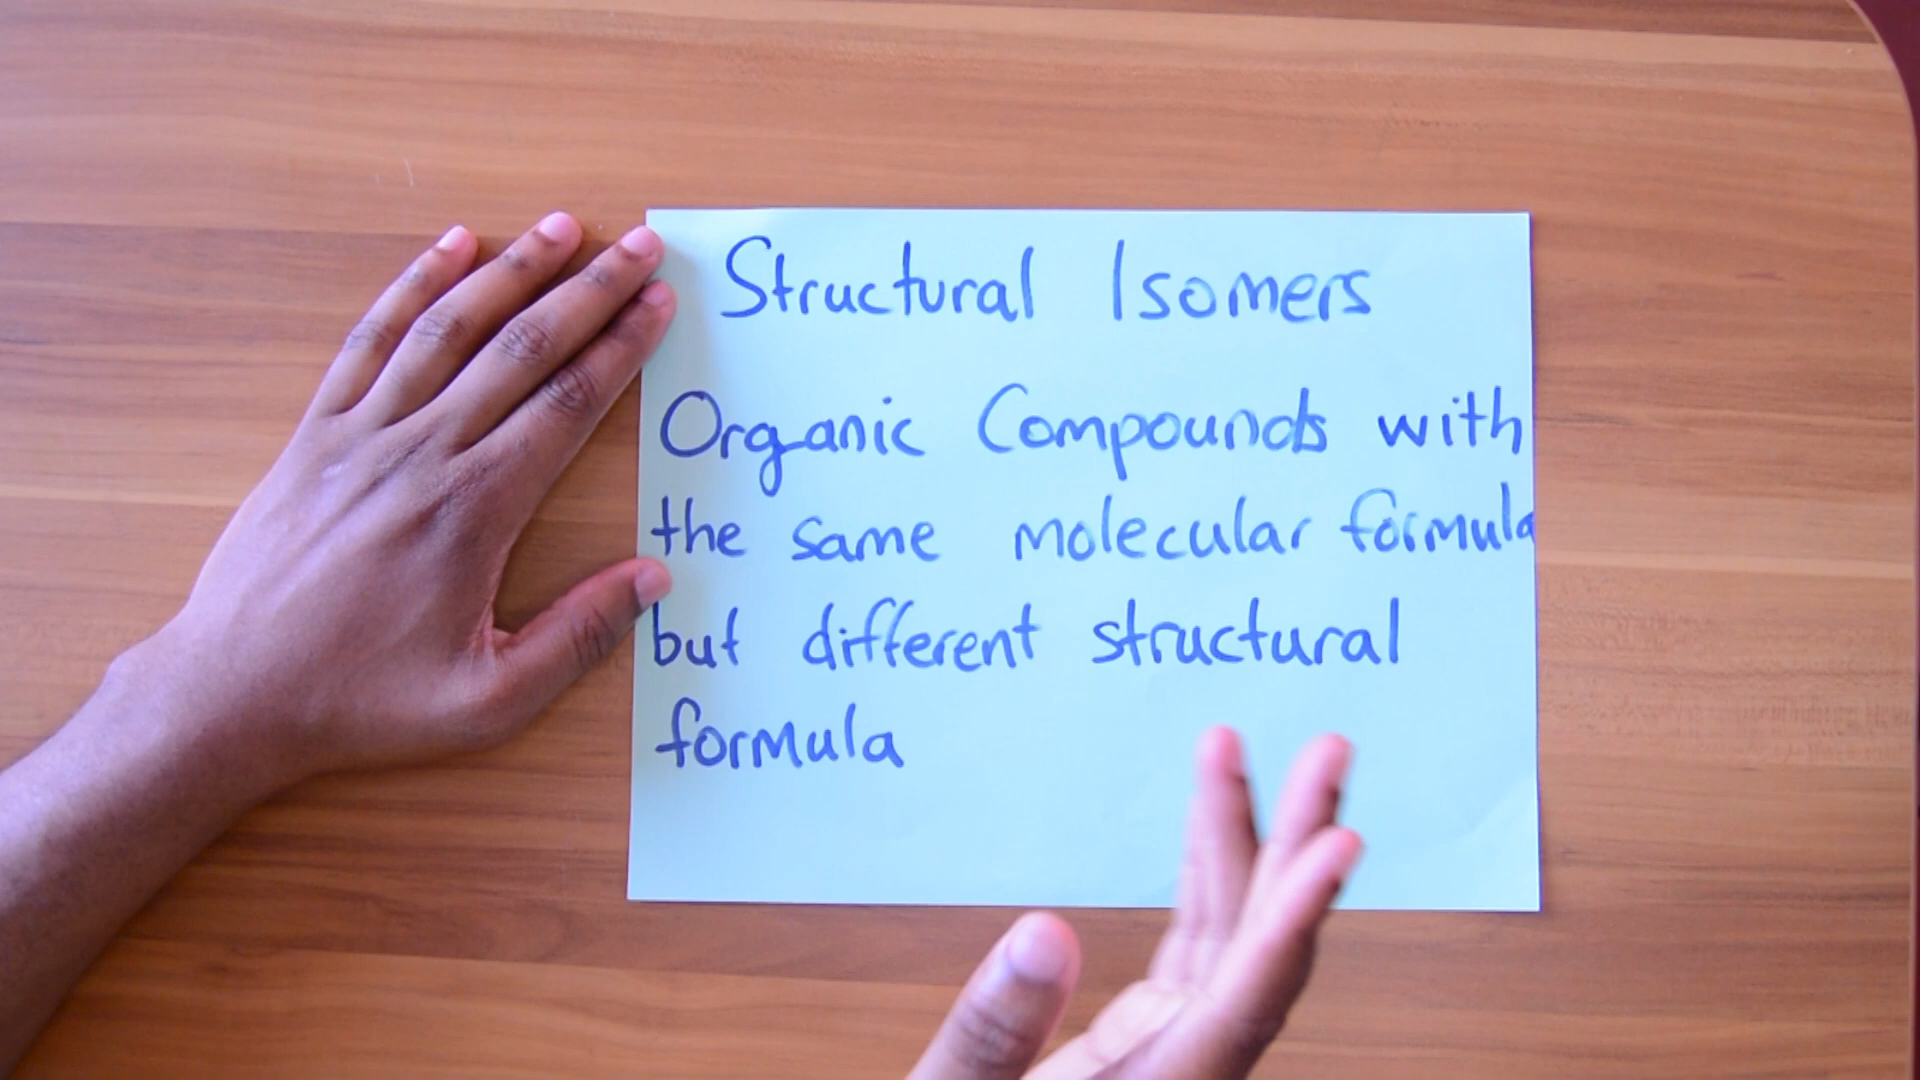 Structural Isomers
Organic Compounds with
the same molecular formula
but different structural
formula